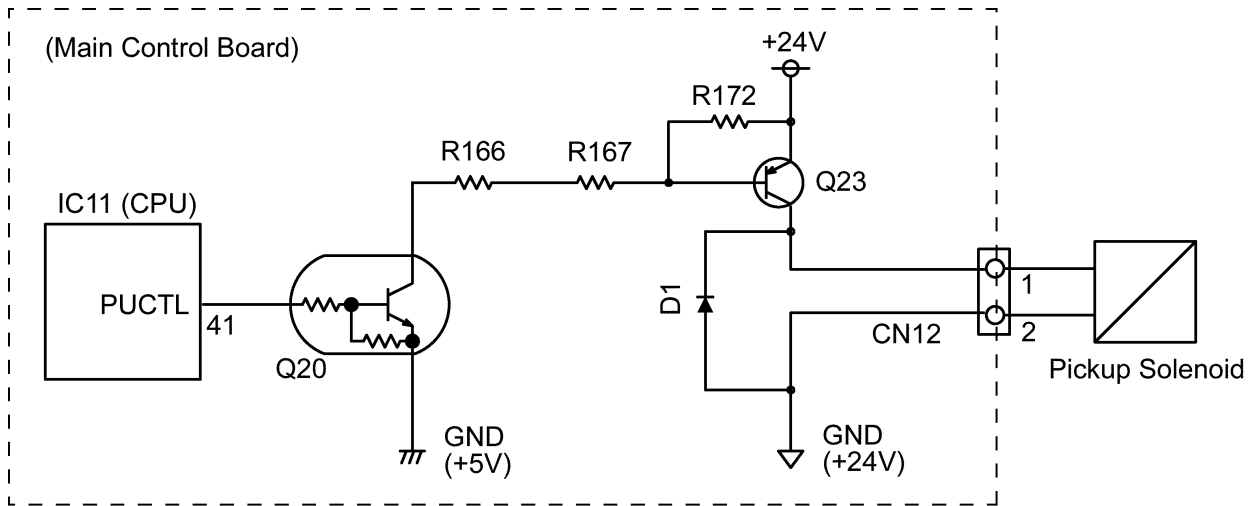 (Main Control Board)
+24V
R172
R166
R167
Q23
IC11 (CPU)
PUCTL
41
Q20
D1
1
CN12
2
Pickup Solenoid
GND
(+5V)
GND
(+24V)